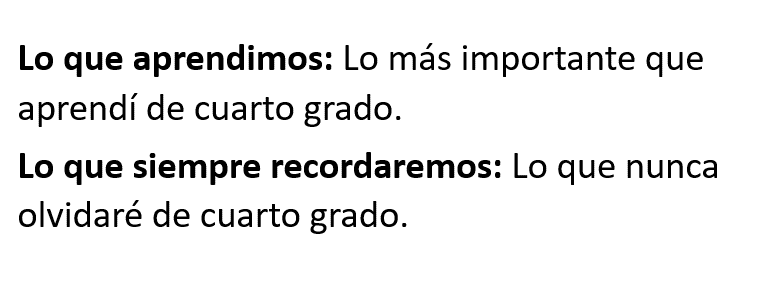 Lo que aprendimos: Lo más importante que
aprendí de cuarto grado.
Lo que siempre recordaremos: Lo que nunca
olvidaré de cuarto grado.